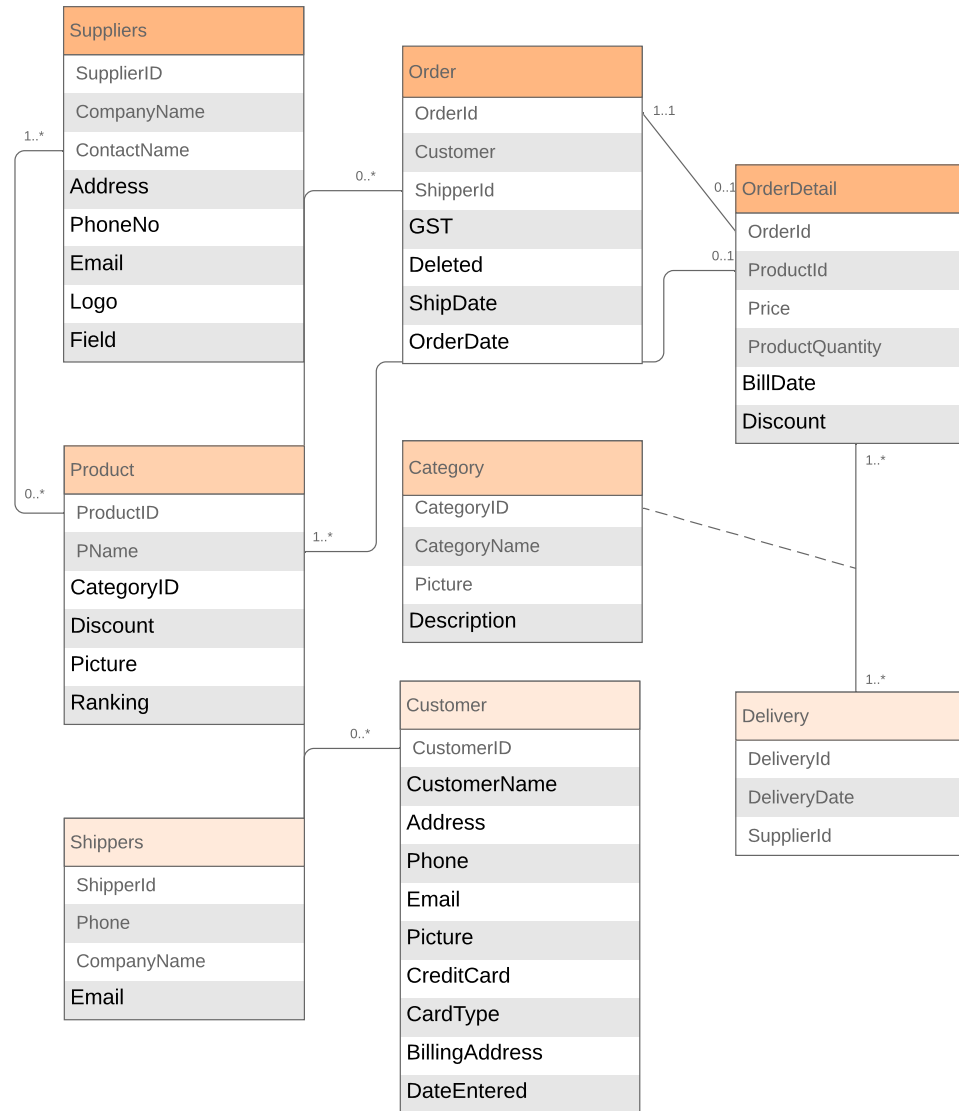 Suppliers
SupplierID
CompanyName
ContactName
Address
PhoneNo
Email
Logo
Field
1..*
0..*
Order
OrderId
Customer
ShipperId
GST
Deleted
ShipDate
OrderDate
0..*
1..1
0..1
OrderDetail
OrderId
ProductId
Price
ProductQuantity
BillDate
Discount
0..1
1..*
Product
ProductID
PName
CategoryID
Discount
Picture
Ranking
1..*
Category
CategoryID
CategoryName
Picture
Description
1..*
Delivery
DeliveryId
DeliveryDate
SupplierId
Shippers
ShipperId
Phone
CompanyName
Email
0..*
Customer
CustomerID
CustomerName
Address
Phone
Email
Picture
CreditCard
CardType
BillingAddress
DateEntered